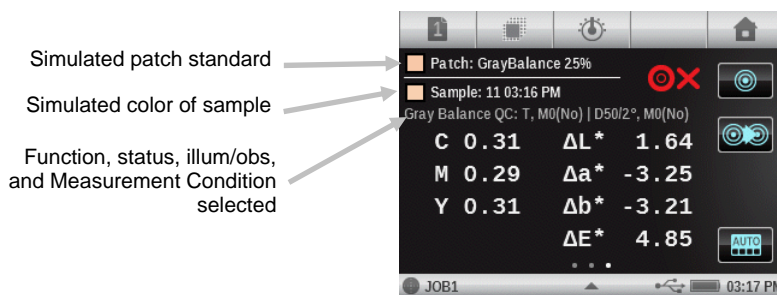 Simulated patch standard
Simulated color of sample
Function, status, illum/obs,
and Measurement Condition
selected
1
Patch: GrayBalance 25%
Sample: 11 03:16 PM
Gray Balance QC: T, M0(No) | D50/2°, M0(No)
C 0.31 ΔL* 1.64
M 0.29 Δa* -3.25
Y 0.31 Δb* -3.21
ΔE* 4.85
AUTO
JOB1
03:17 PM